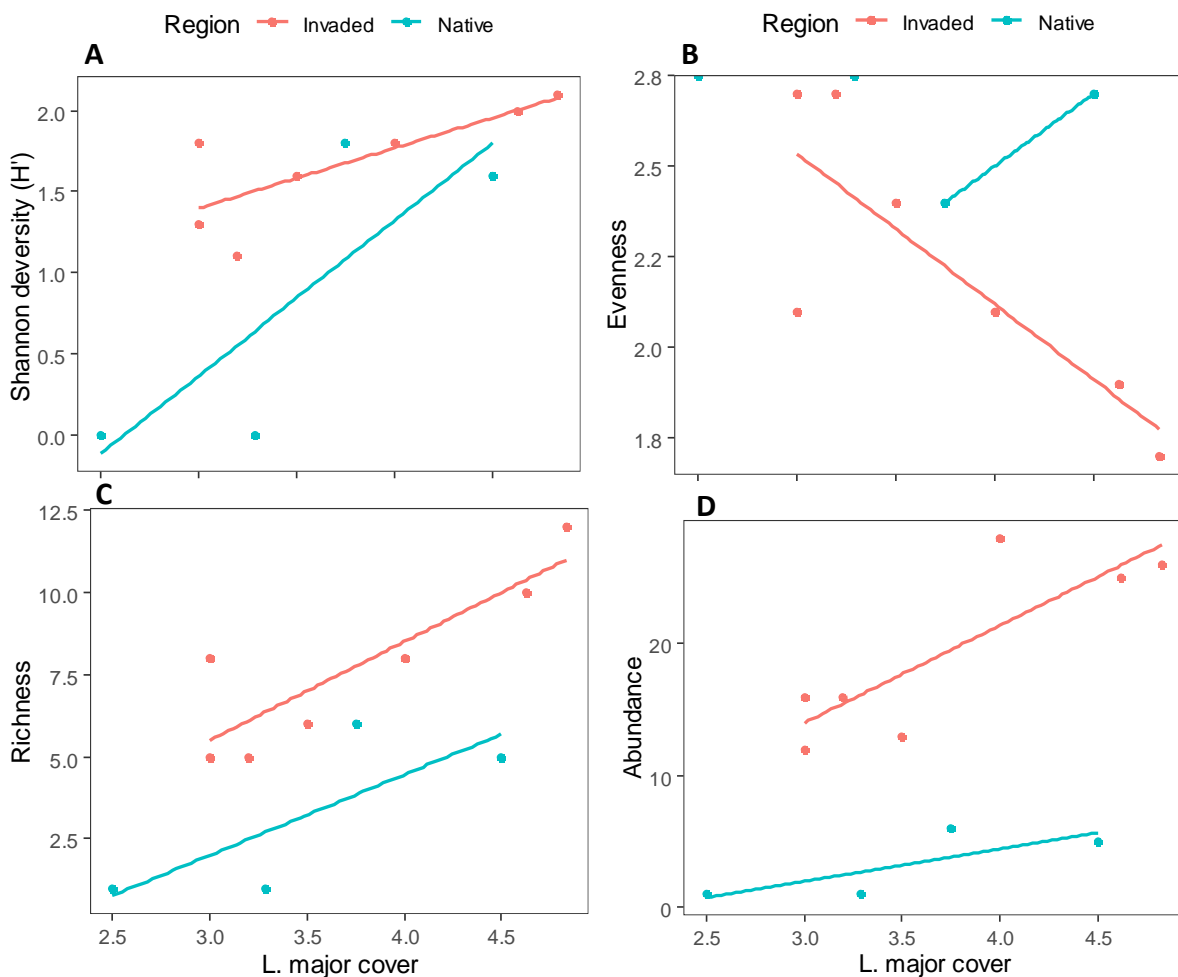 Region Invaded Native
Region Invaded Native
A
B
Shannon deversity (H')
2.0
1.5
1.0
0.5
0.0
Evenness
2.8
2.5
2.2
2.0
1.8
C
D
Richness
12.5
10.0
7.5
5.0
2.5
2.5 3.0 3.5 4.0 4.5
L. major cover
Abundance
20
10
0
2.5 3.0 3.5 4.0 4.5
L. major cover